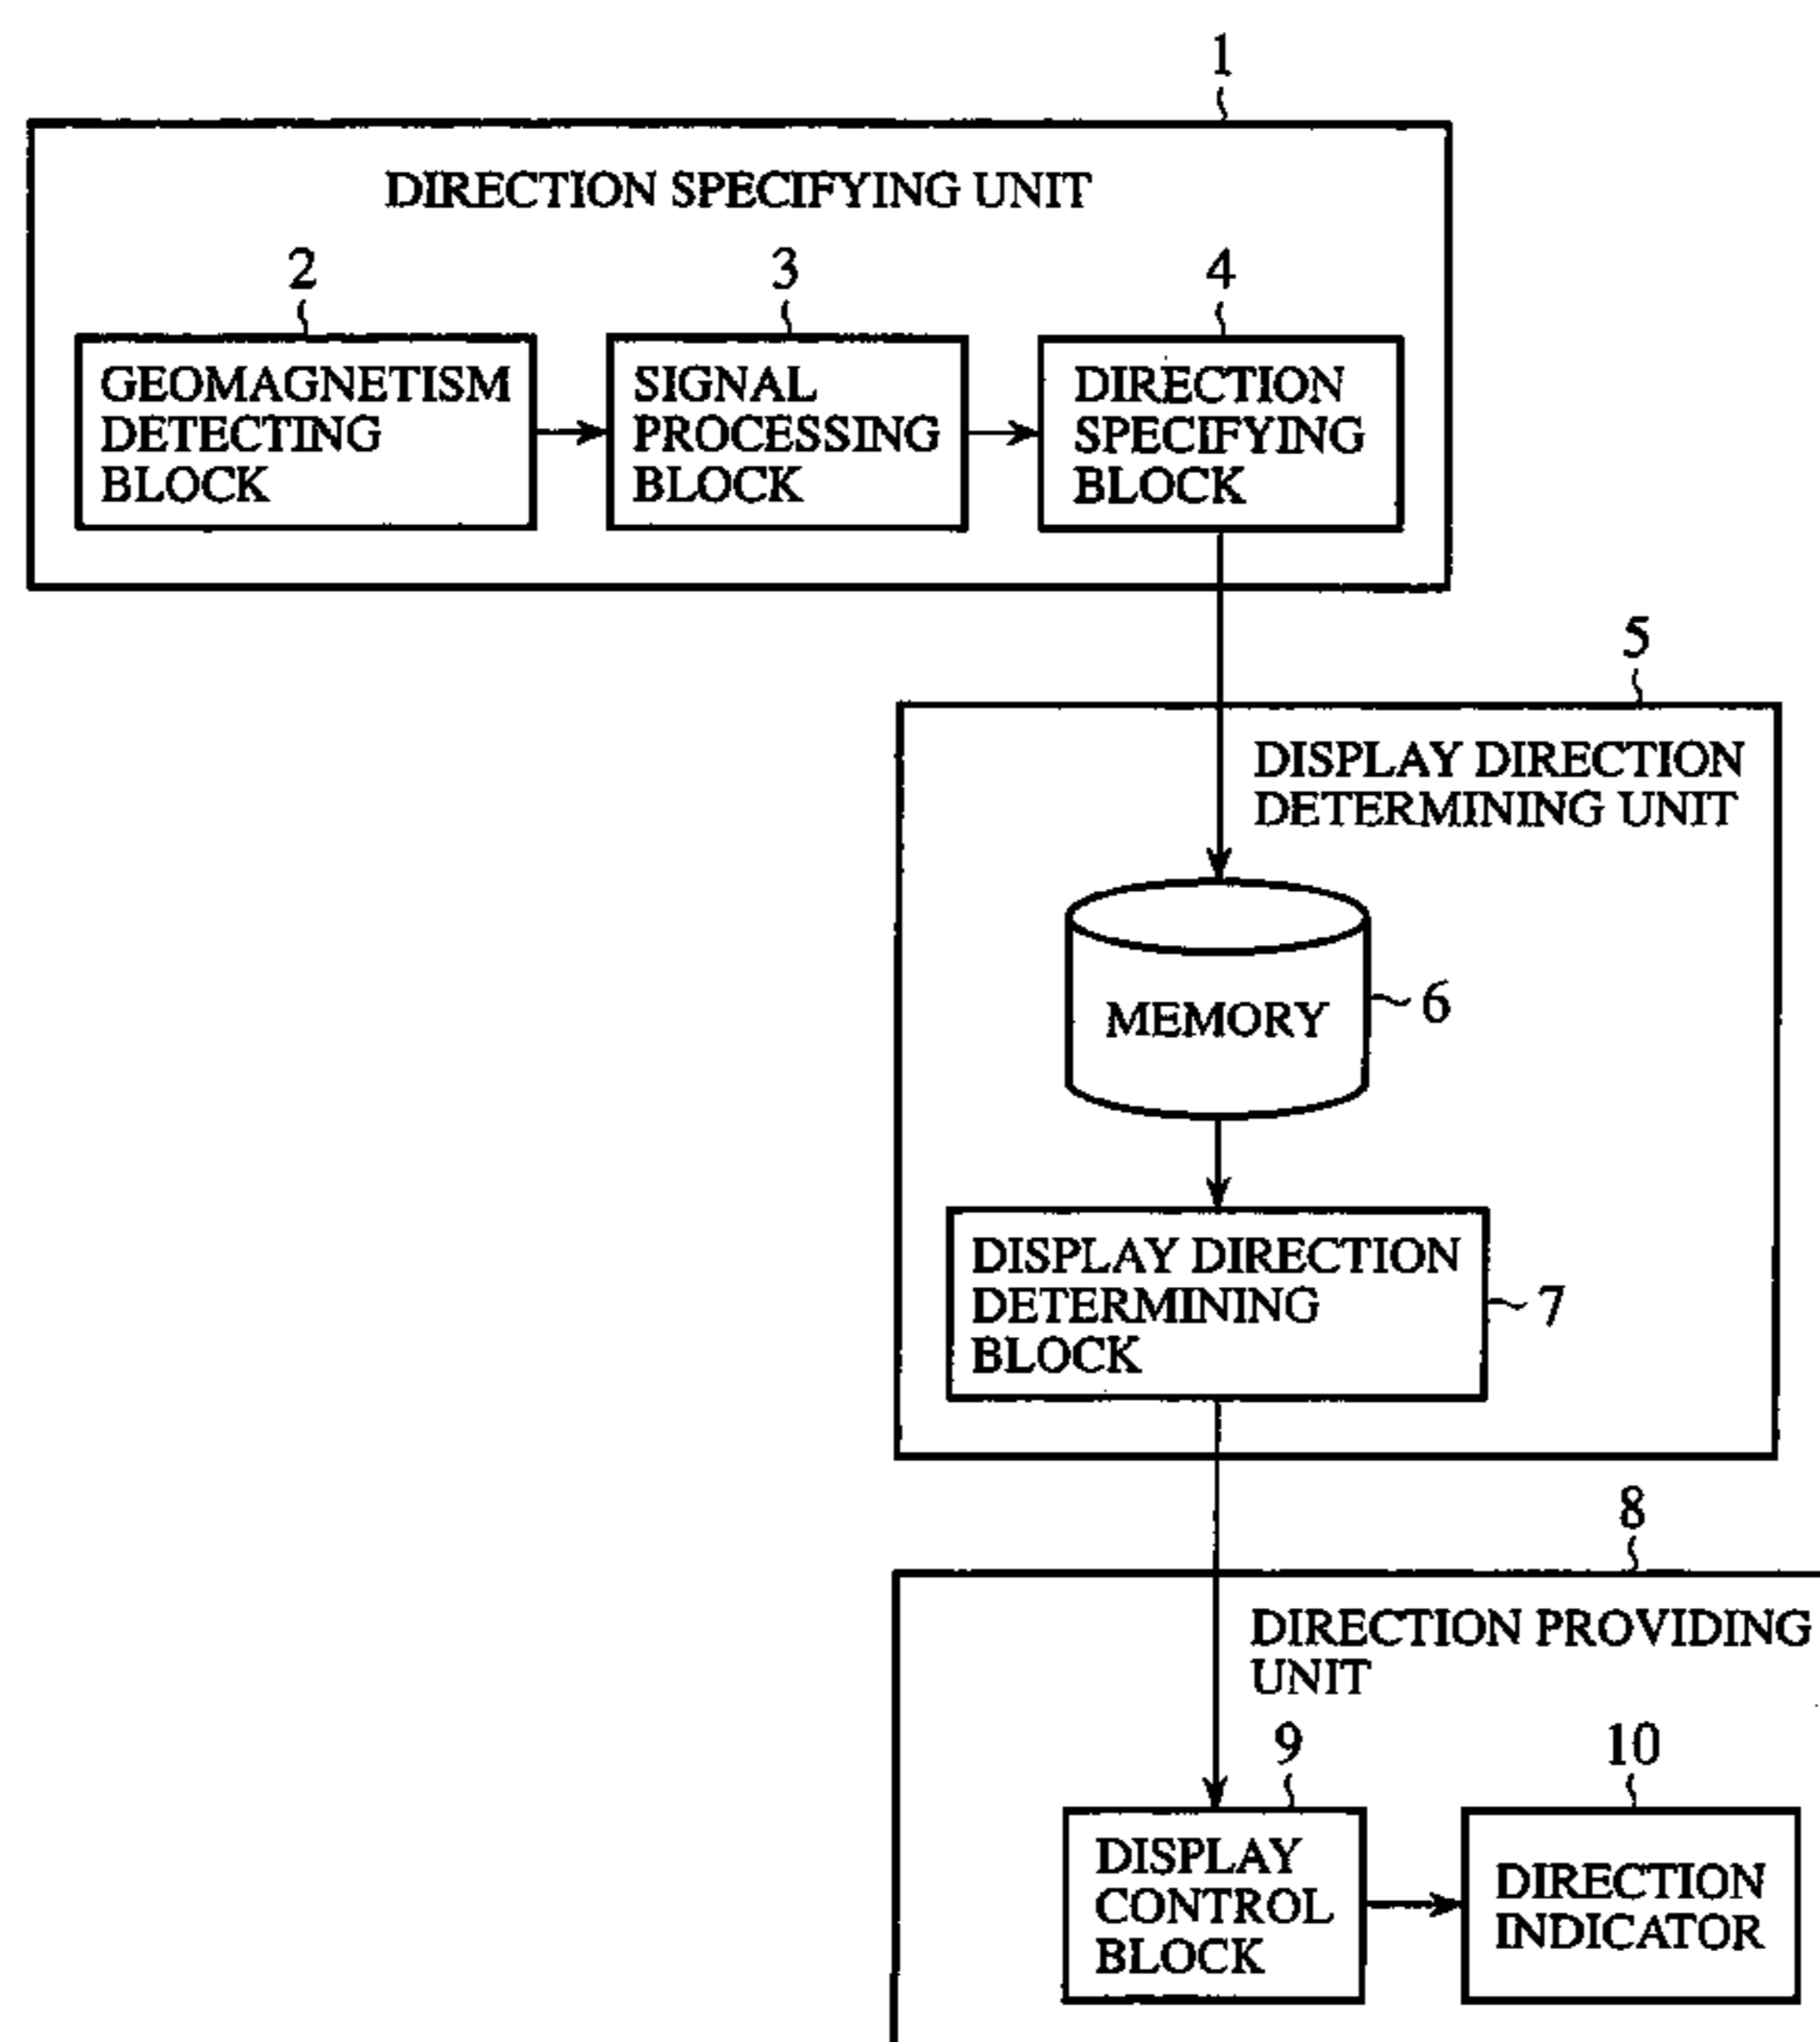 1
DIRECTION SPECIFYING UNIT
2
3
4
GEOMAGNETISM
DETECTING
BLOCK
SIGNAL
PROCESSING
BLOCK
DIRECTION
SPECIFYING
BLOCK
5
DISPLAY DIRECTION
DETERMINING UNIT
MEMORY
6
DISPLAY DIRECTION
DETERMINING
BLOCK
7
8
DIRECTION PROVIDING
UNIT
9
10
DISPLAY
CONTROL
BLOCK
DIRECTION
INDICATOR